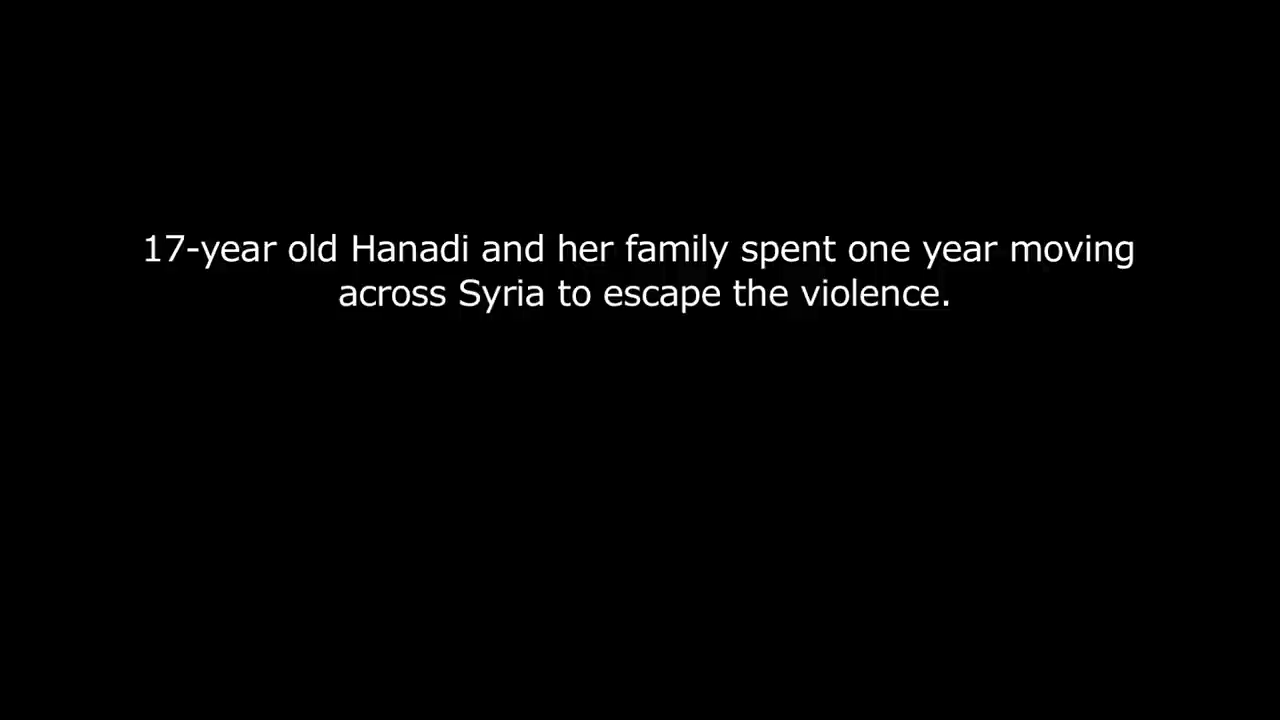 17-year old Hanadi and her family spent one year moving
across Syria to escape the violence.